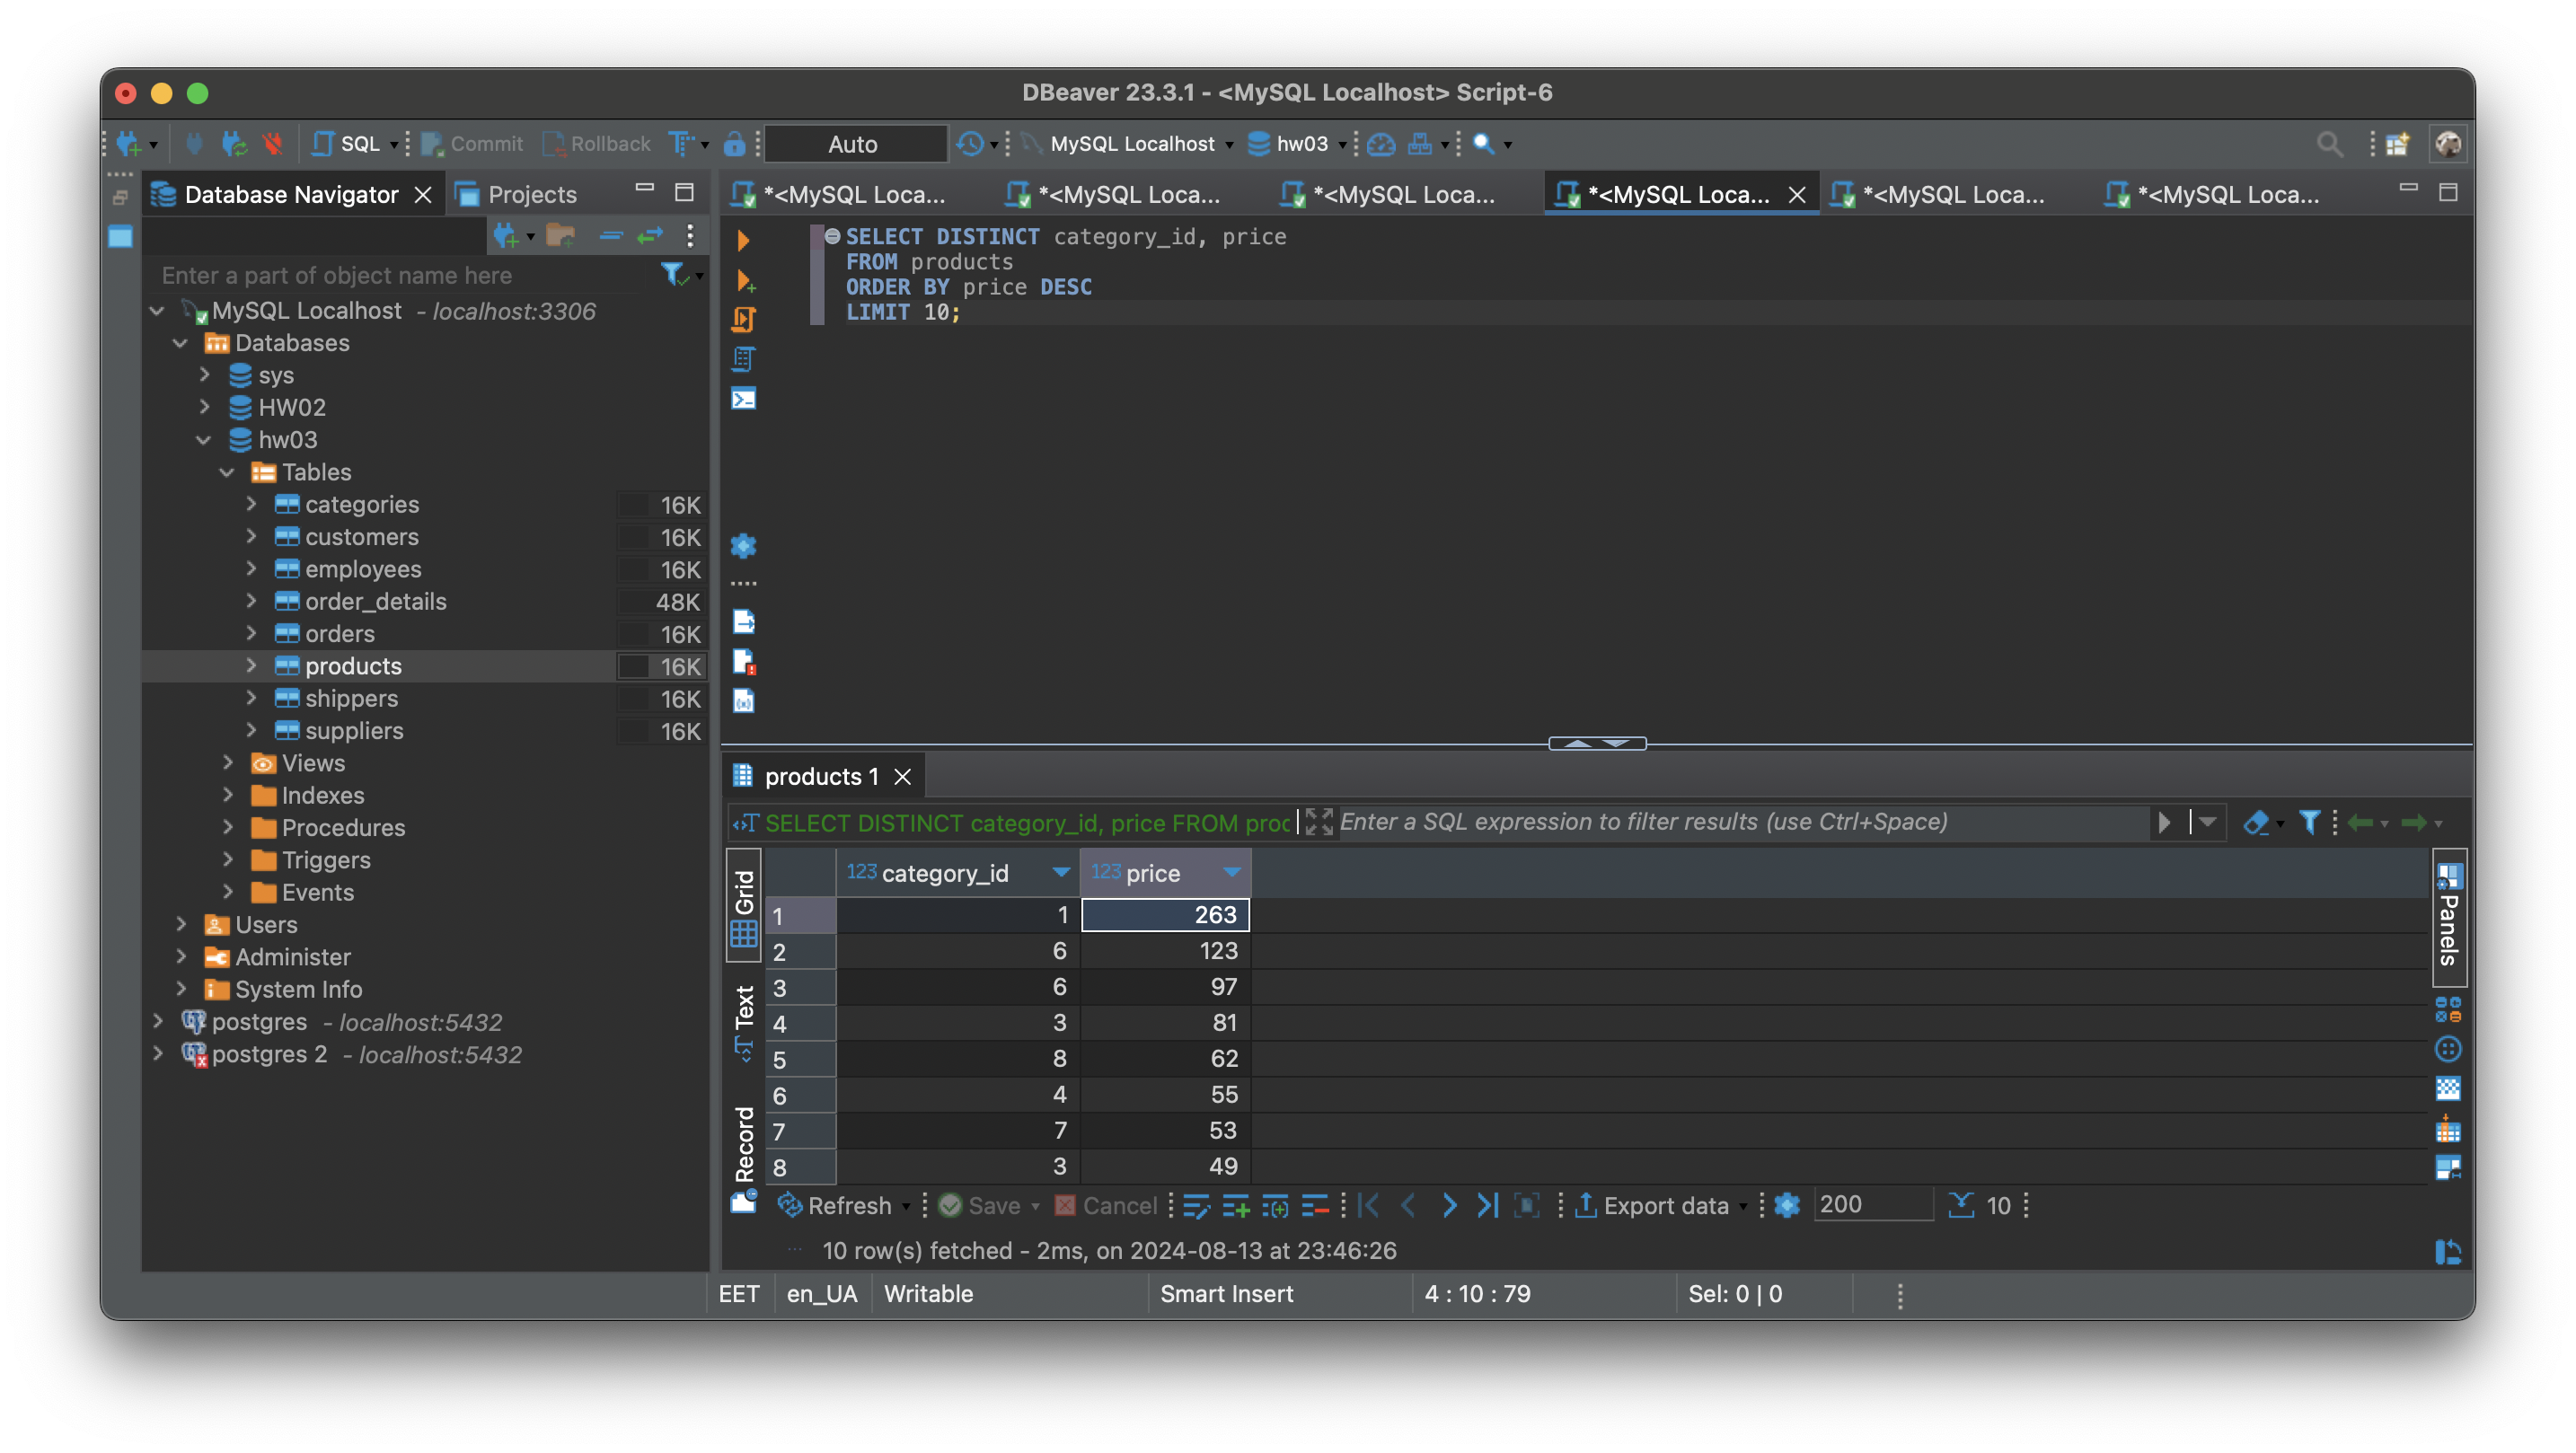 DBeaver 23.3.1 - <MySQL Localhost> Script-6
SQL Commit Rollback Auto MySQL Localhost hw03
Database Navigator Projects
*<MySQL Loca... *<MySQL Loca... *<MySQL Loca... *<MySQL Loca... *<MySQL Loca... *<MySQL Loca...
Enter a part of object name here
MySQL Localhost - localhost:3306
Databases
sys
HW02
hw03
Tables
categories 16K
customers 16K
employees 16K
order_details 48K
orders 16K
products 16K
shippers 16K
suppliers 16K
Views
Indexes
Procedures
Triggers
Events
Users
Administer
System Info
postgres - localhost:5432
postgres 2 - localhost:5432
SELECT DISTINCT category_id, price
FROM products
ORDER BY price DESC
LIMIT 10;
products 1
SELECT DISTINCT category_id, price FROM proc Enter a SQL expression to filter results (use Ctrl+Space)
Grid
Text
Record
123 category_id 123 price
1 1 263
2 6 123
3 6 97
4 3 81
5 8 62
6 4 55
7 7 53
8 3 49
Panels
Refresh Save Cancel Export data 200 10
10 row(s) fetched - 2ms, on 2024-08-13 at 23:46:26
EET en_UA Writable Smart Insert 4 : 10 : 79 Sel: 0 | 0